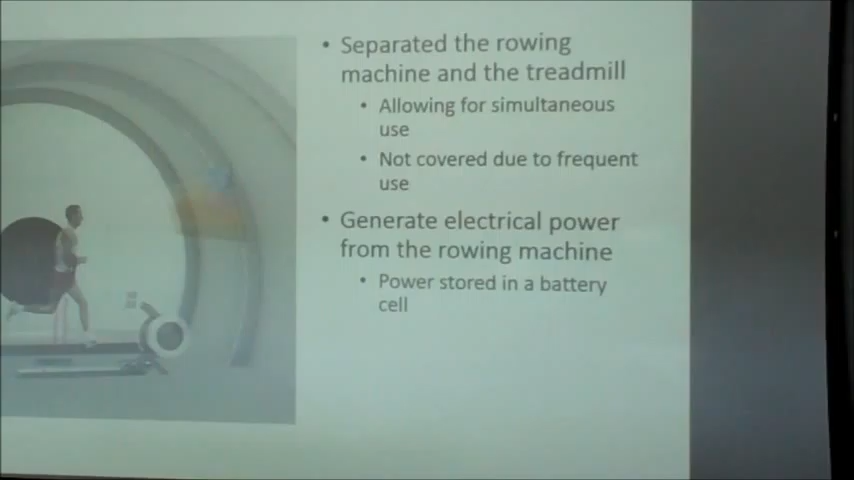 • Separated the rowing
machine and the treadmill
• Allowing for simultaneous
use
• Not covered due to frequent
use
• Generate electrical power
from the rowing machine
• Power stored in a battery
cell